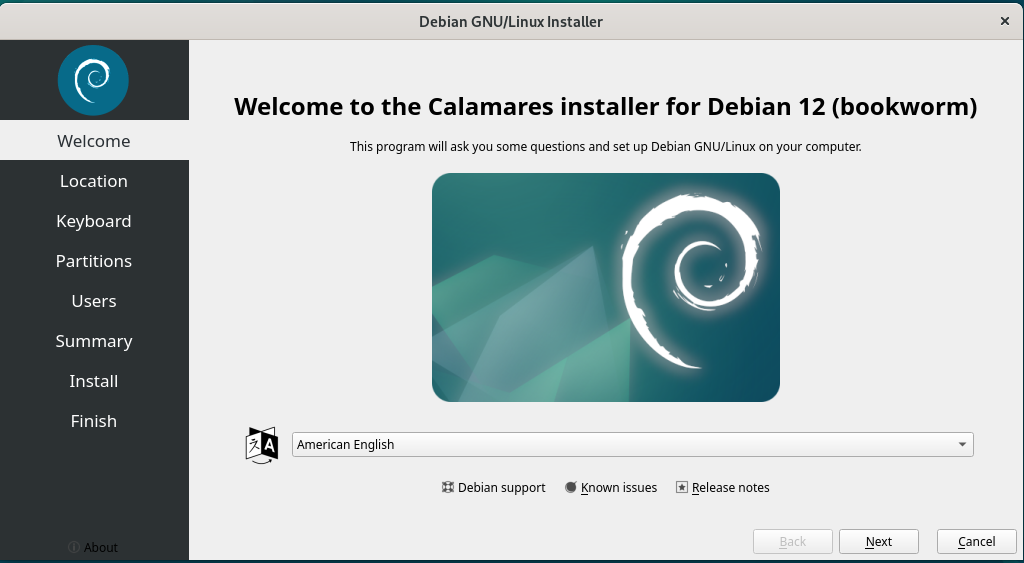 Debian GNU/Linux Installer
Welcome
Location
Keyboard
Partitions
Users
Summary
Install
Finish
About
Welcome to the Calamares installer for Debian 12 (bookworm)
This program will ask you some questions and set up Debian GNU/Linux on your computer.
American English
Debian support Known issues Release notes
Back Next Cancel